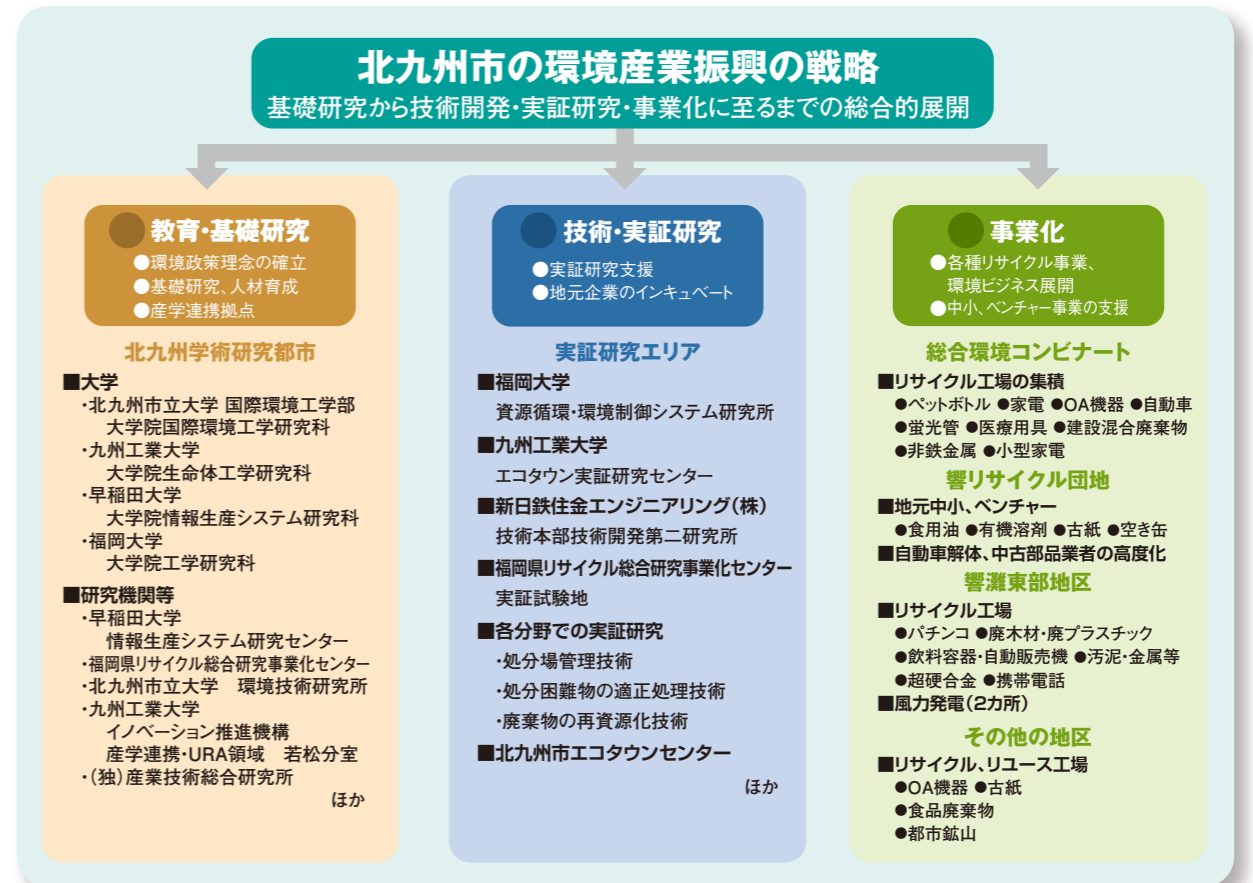 北九州市の環境産業振興の戦略
基礎研究から技術開発・実証研究・事業化に至るまでの総合的展開
教育・基礎研究
●環境政策理念の確立
●基礎研究、人材育成
●産学連携拠点
北九州学術研究都市
■大学
・北九州市立大学 国際環境工学部
大学院国際環境工学研究科
・九州工業大学
大学院生命体工学研究科
・早稲田大学
大学院情報生産システム研究科
・福岡大学
大学院工学研究科
■研究機関等
・早稲田大学
情報生産システム研究センター
・福岡県リサイクル総合研究事業化センター
・北九州市立大学　環境技術研究所
・九州工業大学
イノベーション推進機構
産学連携・URA領域　若松分室
・（独）産業技術総合研究所
ほか
技術・実証研究
●実証研究支援
●地元企業のインキュベート
実証研究エリア
■福岡大学
資源循環・環境制御システム研究所
■九州工業大学
エコタウン実証研究センター
■新日鉄住金エンジニアリング（株）
技術本部技術開発第二研究所
■福岡県リサイクル総合研究事業化センター
実証試験地
■各分野での実証研究
・処分場管理技術
・処分困難物の適正処理技術
・廃棄物の再資源化技術
■北九州市エコタウンセンター
ほか
事業化
●各種リサイクル事業、
環境ビジネス展開
●中小、ベンチャー事業の支援
総合環境コンビナート
■リサイクル工場の集積
●ペットボトル ●家電 ●OA機器 ●自動車
●蛍光管 ●医療用具 ●建設混合廃棄物
●非鉄金属 ●小型家電
響リサイクル団地
■地元中小、ベンチャー
●食用油 ●有機溶剤 ●古紙 ●空き缶
■自動車解体、中古部品業者の高度化
響灘東部地区
■リサイクル工場
●パチンコ ●廃木材・廃プラスチック
●飲料容器・自動販売機 ●汚泥・金属等
●超硬合金 ●携帯電話
■風力発電（2カ所）
その他の地区
■リサイクル、リユース工場
●OA機器 ●古紙
●食品廃棄物
●都市鉱山